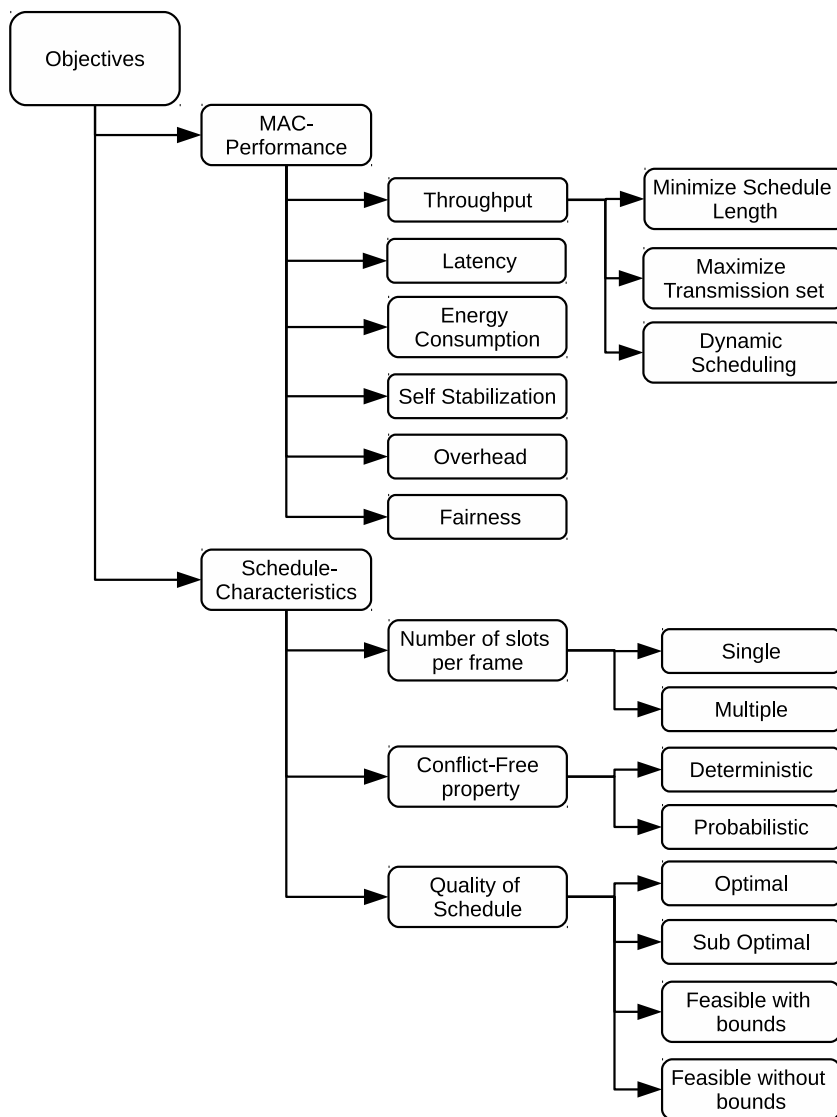 Objectives
MAC-
Performance
Throughput
Minimize Schedule
Length
Maximize
Transmission set
Dynamic
Scheduling
Latency
Energy
Consumption
Self Stabilization
Overhead
Fairness
Schedule-
Characteristics
Number of slots
per frame
Single
Multiple
Conflict-Free
property
Deterministic
Probabilistic
Quality of
Schedule
Optimal
Sub Optimal
Feasible with
bounds
Feasible without
bounds